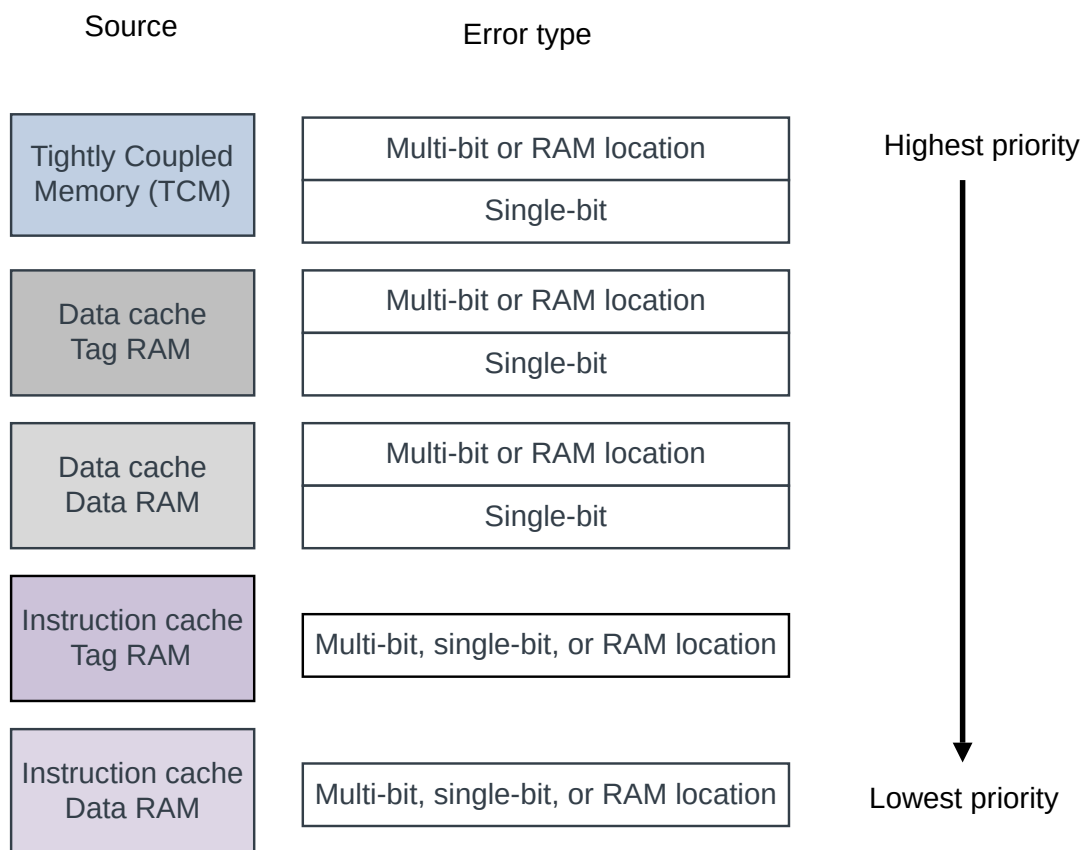 Source
Error type
Highest priority
Tightly Coupled
Memory (TCM)
Multi-bit or RAM location
Single-bit
Data cache
Tag RAM
Multi-bit or RAM location
Single-bit
Data cache
Data RAM
Multi-bit or RAM location
Single-bit
Instruction cache
Tag RAM
Multi-bit, single-bit, or RAM location
Instruction cache
Data RAM
Multi-bit, single-bit, or RAM location
Lowest priority